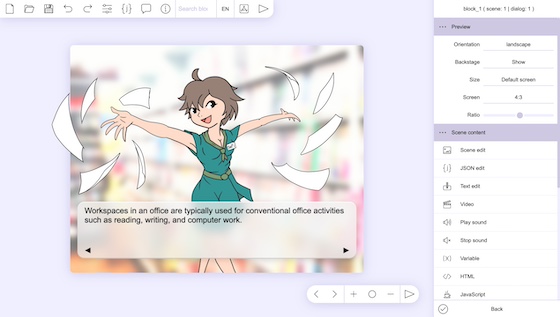 Search blo
EN
block_1 ( scene: 1 | dialog: 1 )
Preview
Orientation landscape
Backstage Show
Size Default screen
Screen 4:3
Ratio
Scene content
Scene edit
JSON edit
Text edit
Video
Play sound
Stop sound
Variable
HTML
JavaScript
Back
Workspaces in an office are typically used for conventional office activities
such as reading, writing, and computer work.